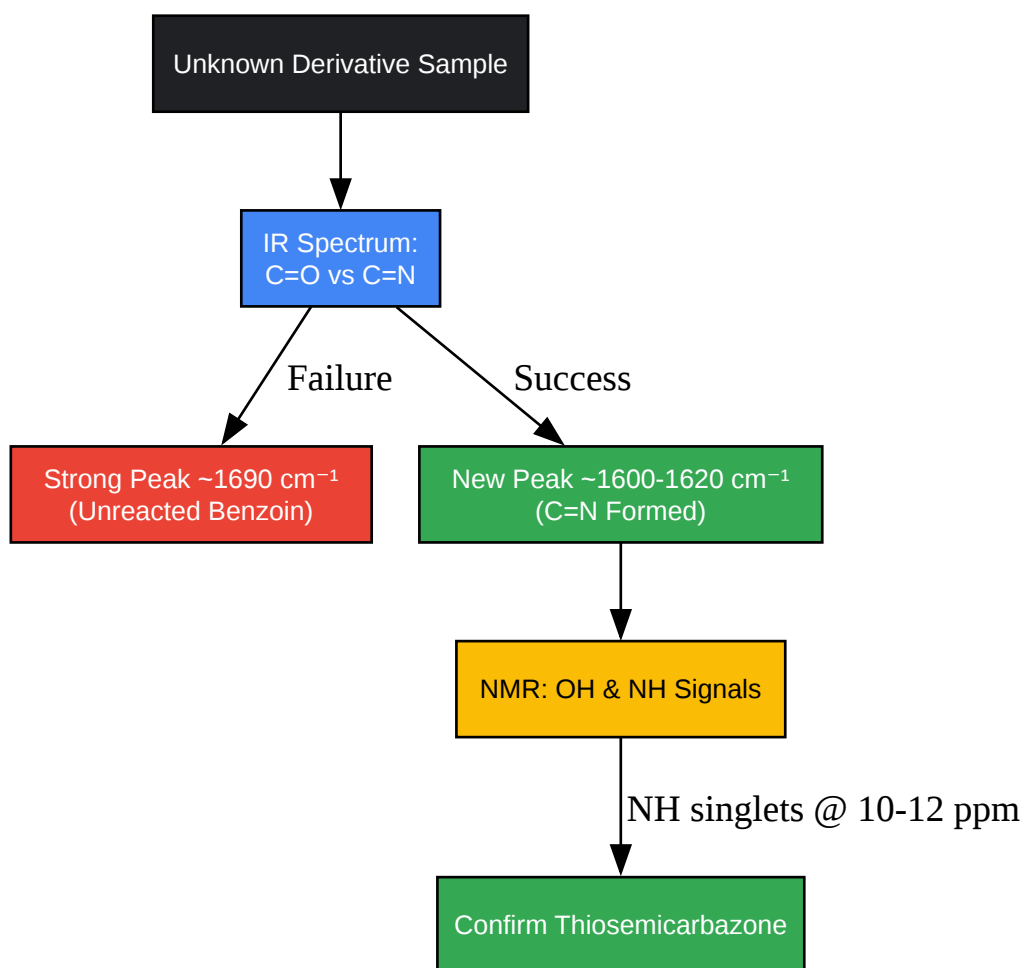 Unknown Derivative Sample
IR Spectrum:
C=O vs C=N
Failure
Success
Strong Peak ~1690 cm⁻¹
(Unreacted Benzoin)
New Peak ~1600-1620 cm⁻¹
(C=N Formed)
NMR: OH & NH Signals
NH singlets @ 10-12 ppm
Confirm Thiosemicarbazone